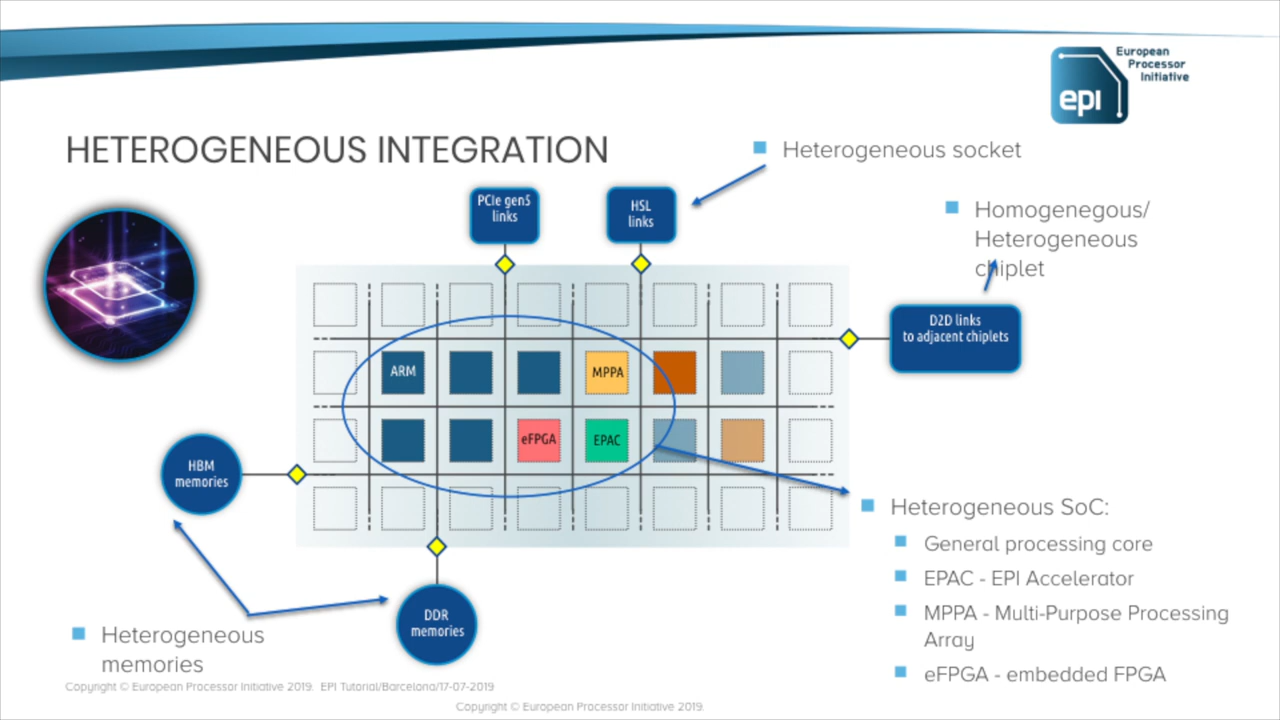 European
Processor
Initiative
epi
HETEROGENEOUS INTEGRATION
Heterogeneous socket
PCIe gen5
links
HSL
links
Homogenegous/
Heterogeneous
chiplet
D2D links
to adjacent chiplets
ARM
MPPA
eFPGA
EPAC
HBM
memories
Heterogeneous SoC:
General processing core
EPAC - EPI Accelerator
MPPA - Multi-Purpose Processing
Array
eFPGA - embedded FPGA
DDR
memories
Heterogeneous
memories
Copyright © European Processor Initiative 2019. EPI Tutorial/Barcelona/17-07-2019
Copyright © European Processor Initiative 2019.